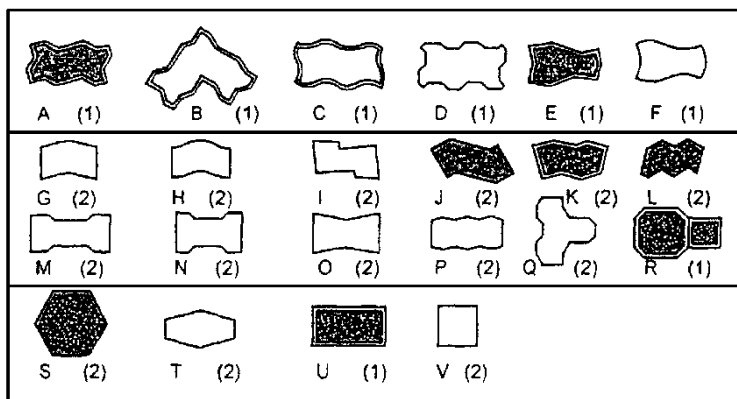 A (1) B (1) C (1) D (1) E (1) F (1)
G (2) H (2) I (2) J (2) K (2) L (2)
M (2) N (2) O (2) P (2) Q (2) R (1)
S (2) T (2) U (1) V (2)